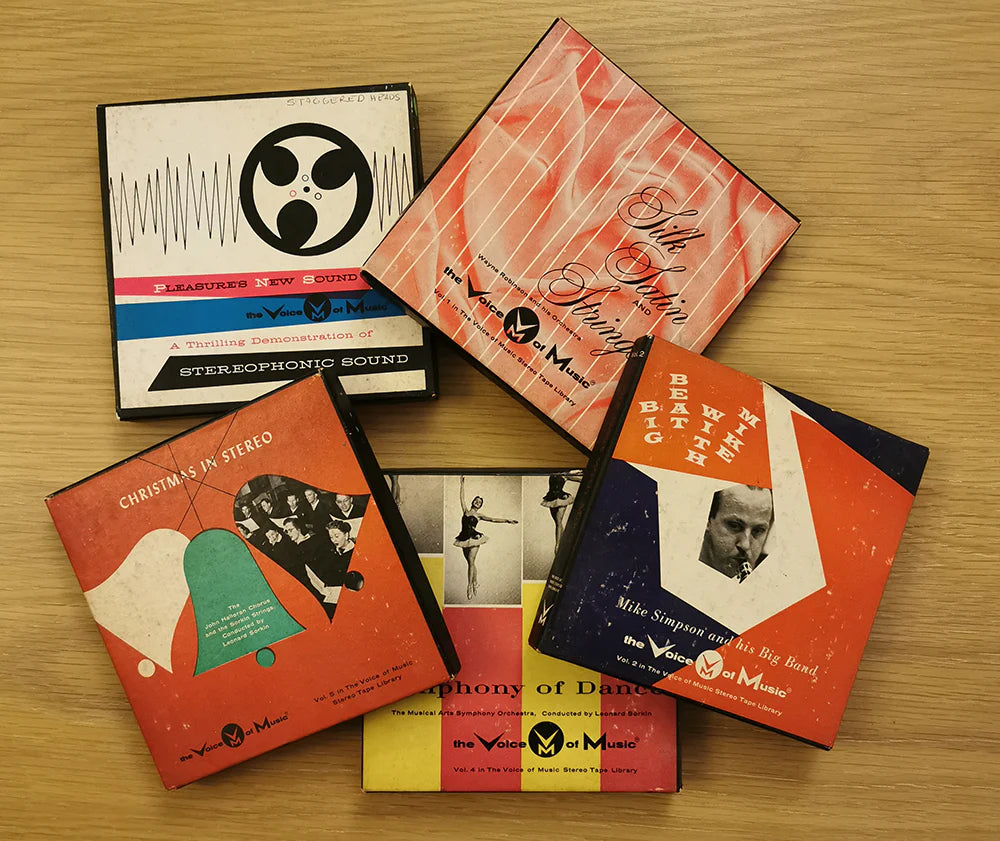 STAGGERED HEADS
PLEASURE'S NEW SOUND
the Voice VM of Music
A Thrilling Demonstration of
STEREOPHONIC SOUND
Silk
Satin
AND
String
Wayne Robinson and his Orchestra
the Voice VM of Music®
Vol. 1 in The Voice of Music Stereo Tape Library
CHRISTMAS IN STEREO
The
John Halloran Chorus
and the Sorkin Strings,
Conducted by
Leonard Sorkin
Vol. 5 in The Voice of Music
Stereo Tape Library
the Voice VM of Music®
mphony of Dance
The Musical Arts Symphony Orchestra, Conducted by Leonard Sorkin
the Voice VM of Music®
Vol. 4 in The Voice of Music Stereo Tape Library
BIG
BEAT
WITH
MIKE
Mike Simpson and his Big Band
the Voice VM of Music®
Vol. 2 in The Voice of Music Stereo Tape Library